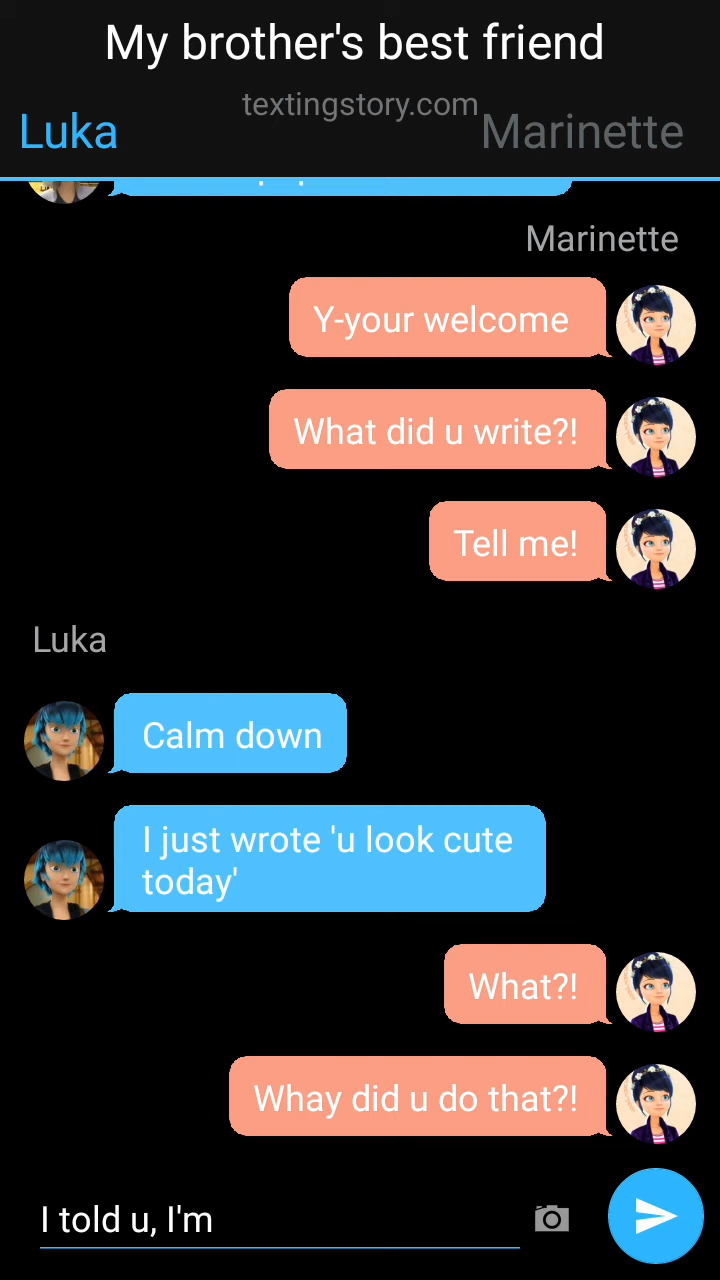 My brother's best friend
textingstory.com
Luka
Marinette
Marinette
Y-your welcome
What did u write?!
Tell me!
Luka
Calm down
I just wrote 'u look cute
today'
What?!
Whay did u do that?!
I told u, I'm